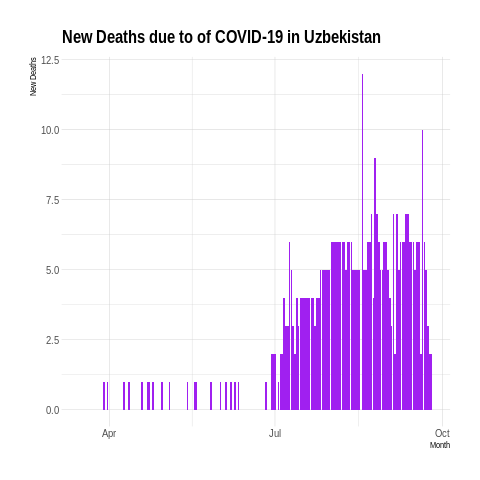 New Deaths due to of COVID-19 in Uzbekistan
New Deaths
12.5
10.0
7.5
5.0
2.5
0.0
Apr
Jul
Oct
Month